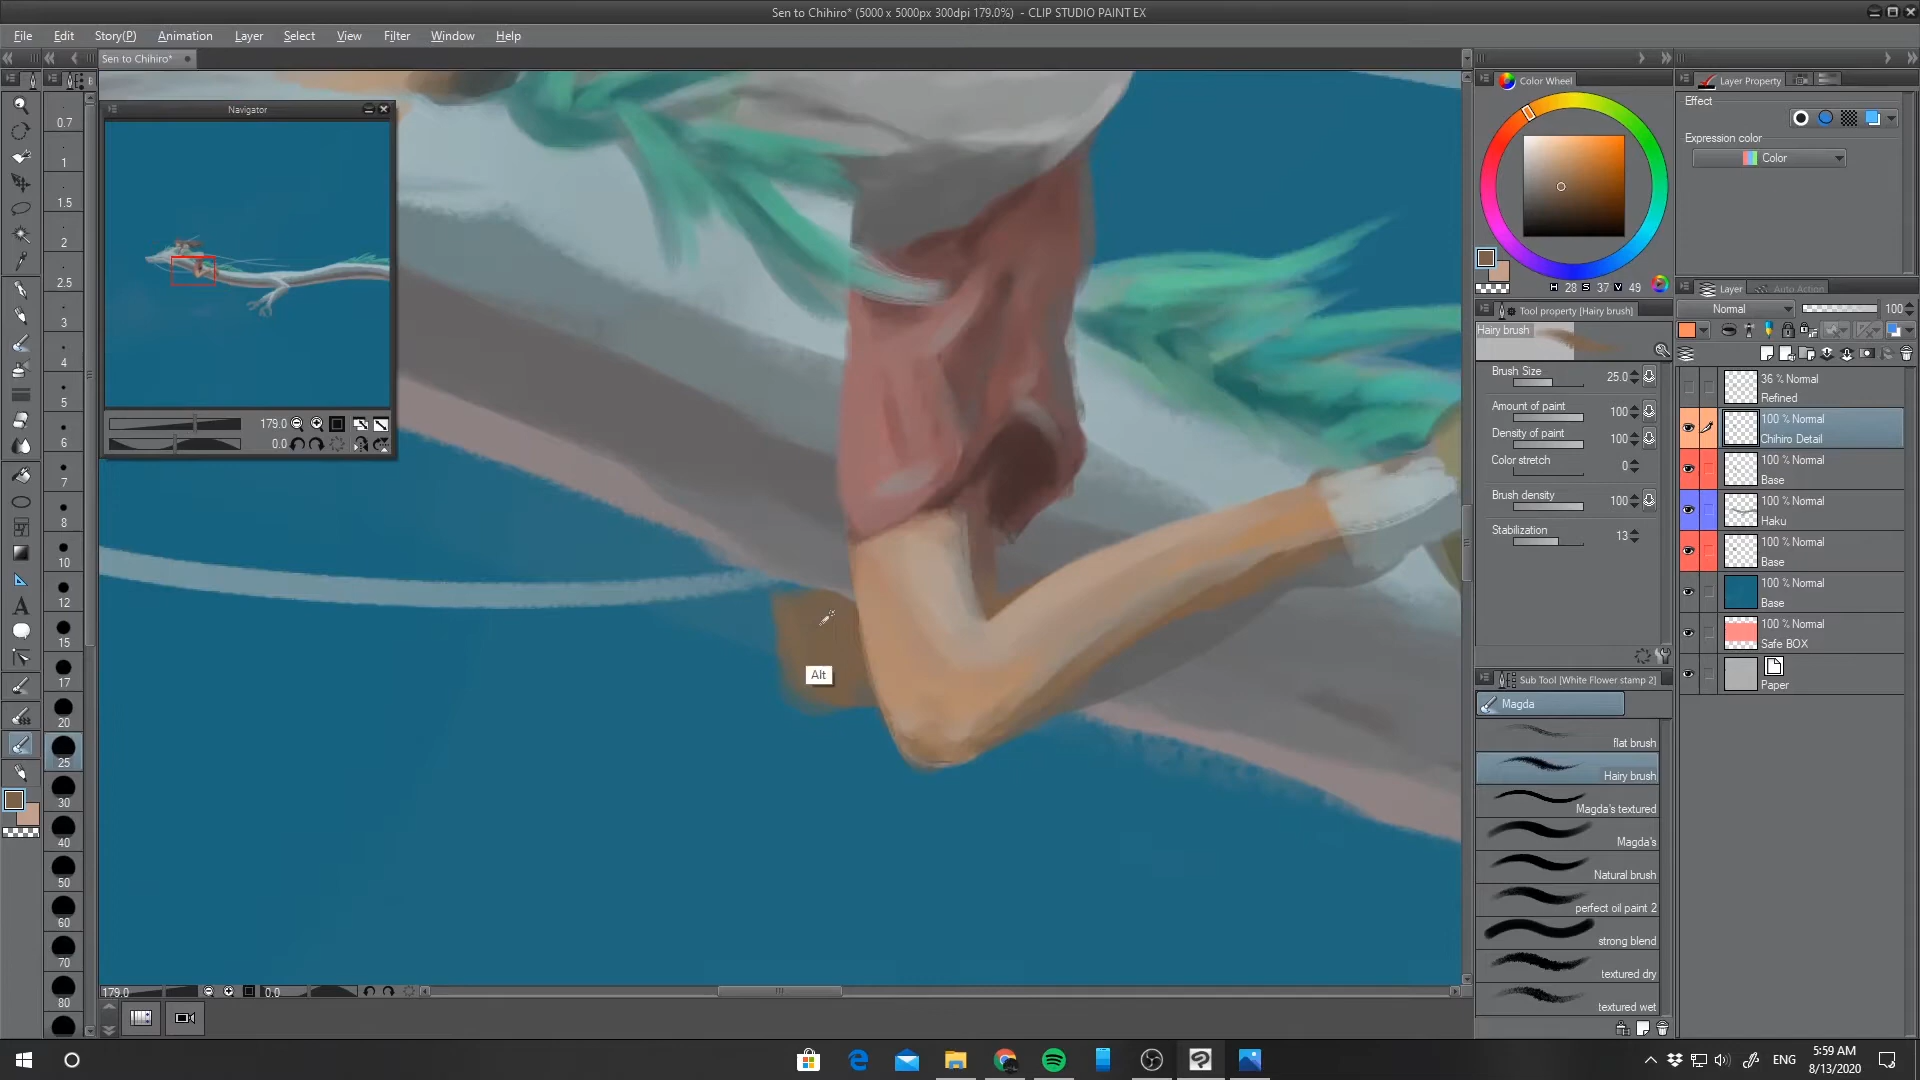 Sen to Chihiro* (5000 x 5000px 300dpi 179.0%) - CLIP STUDIO PAINT EX
File Edit Story(P) Animation Layer Select View Filter Window Help
Sen to Chihiro*
Navigator
179.0
0.0
0.7
1
1.5
2
2.5
3
4
5
6
7
8
10
12
15
17
20
25
30
40
50
60
70
80
Alt
179.0 0.0
Color Wheel
H 28 S 37 V 49
Tool property [Hairy brush]
Hairy brush
Brush Size 25.0
Amount of paint 100
Density of paint 100
Color stretch 0
Brush density 100
Stabilization 13
Sub Tool [White Flower stamp 2]
Magda
flat brush
Hairy brush
Magda's textured
Magda's
Natural brush
perfect oil paint 2
strong blend
textured dry
textured wet
Layer Property
Effect
Expression color
Color
Layer Auto Action
Normal 100
36 % Normal
Refined
100 % Normal
Chihiro Detail
100 % Normal
Base
100 % Normal
Haku
100 % Normal
Base
100 % Normal
Base
100 % Normal
Safe BOX
Paper
ENG
5:59 AM
8/13/2020